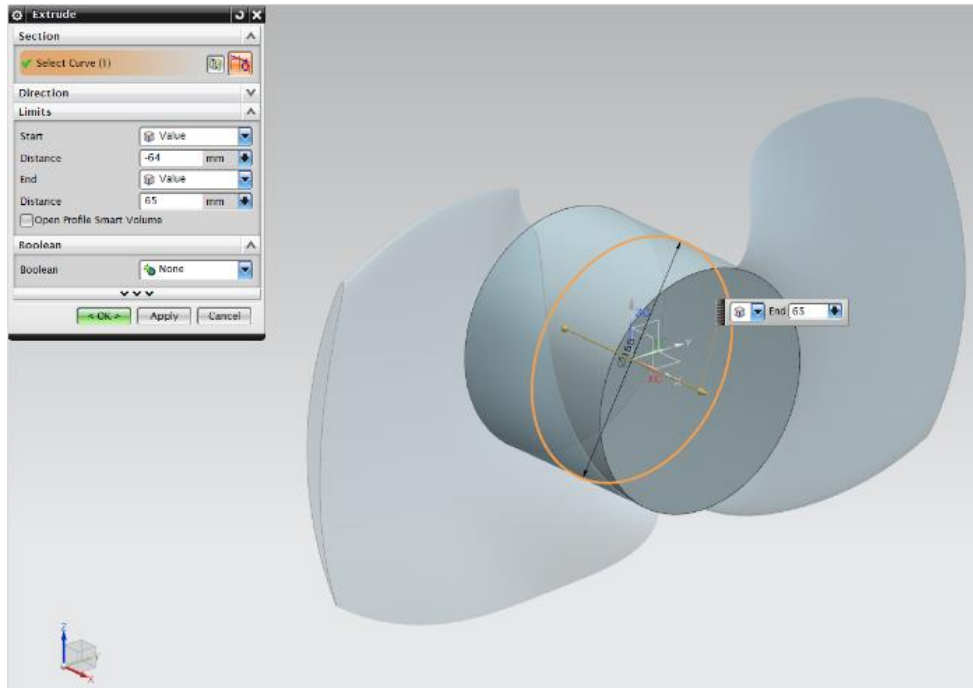 Extrude
Section
Select Curve (1)
Direction
Limits
Start Value
Distance -64 mm
End Value
Distance 65 mm
Open Profile Smart Volume
Boolean
Boolean None
< OK > Apply Cancel
End 65
Y
X
Z
X